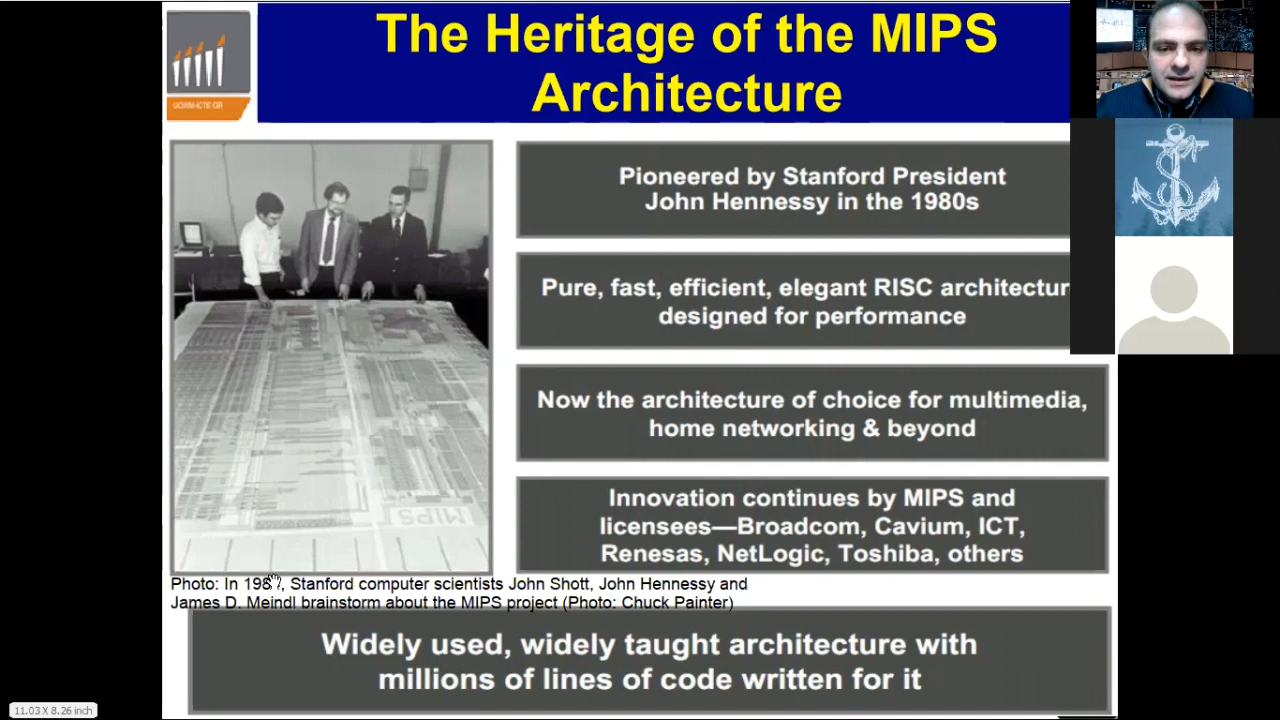 The Heritage of the MIPS
Architecture
Pioneered by Stanford President
John Hennessy in the 1980s
Pure, fast, efficient, elegant RISC architectur
designed for performance
Now the architecture of choice for multimedia,
home networking & beyond
Innovation continues by MIPS and
licensees—Broadcom, Cavium, ICT,
Renesas, NetLogic, Toshiba, others
MIPS
Photo: In 198, Stanford computer scientists John Shott, John Hennessy and
James D. Meindl brainstorm about the MIPS project (Photo: Chuck Painter)
Widely used, widely taught architecture with
millions of lines of code written for it
11.03 X 8.26 inch